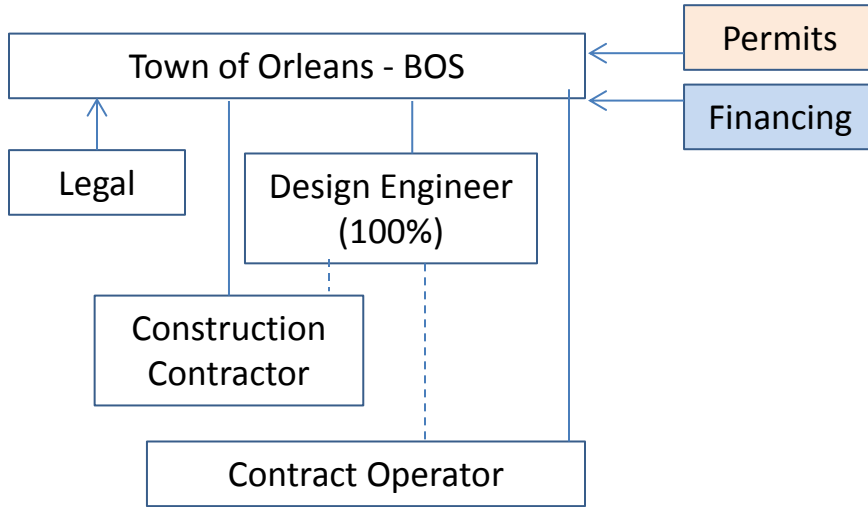 Town of Orleans - BOS
Permits
Financing
Legal
Design Engineer
(100%)
Construction
Contractor
Contract Operator